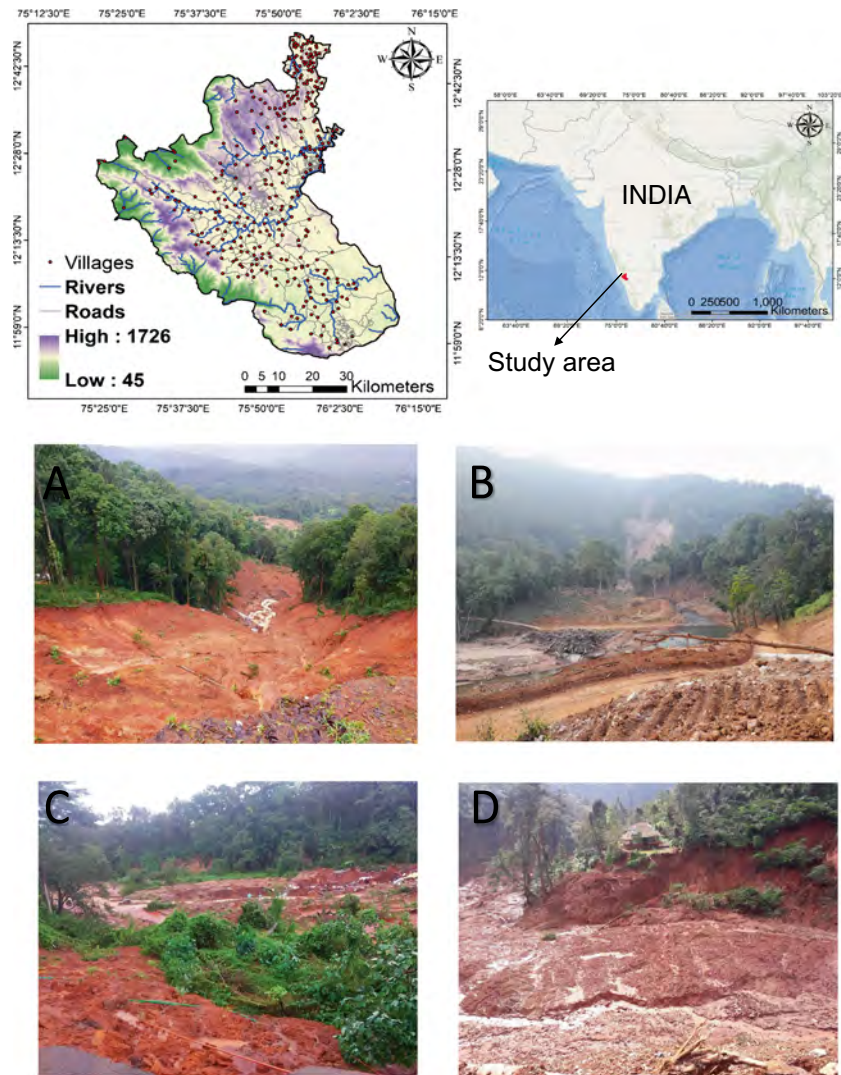 75°12'30"E 75°25'0"E 75°37'30"E 75°50'0"E 76°2'30"E 76°15'0"E
12°42'30"N
12°28'0"N
12°13'30"N
11°59'0"N
N
W E
S
12°42'30"N
12°28'0"N
12°13'30"N
11°59'0"N
Villages
Rivers
Roads
High : 1726
Low : 45
0 5 10 20 30
Kilometers
75°25'0"E 75°37'30"E 75°50'0"E 76°2'30"E 76°15'0"E
N
W E
S
INDIA
0 250500 1,000
Kilometers
Study area
A
B
C
D